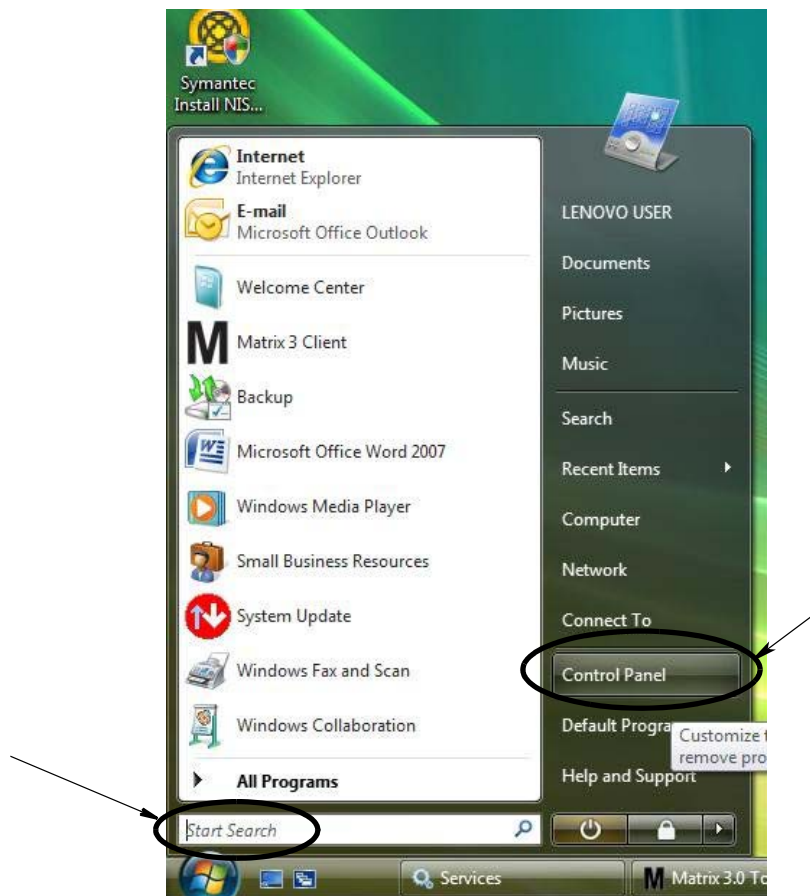 Symantec
Install NIS...
Internet
Internet Explorer
E-mail
Microsoft Office Outlook
Welcome Center
Matrix 3 Client
Backup
Microsoft Office Word 2007
Windows Media Player
Small Business Resources
System Update
Windows Fax and Scan
Windows Collaboration
All Programs
Start Search
LENOVO USER
Documents
Pictures
Music
Search
Recent Items
Computer
Network
Connect To
Control Panel
Default Progra
Customize t
remove pro
Help and Support
Services
M Matrix 3.0 To